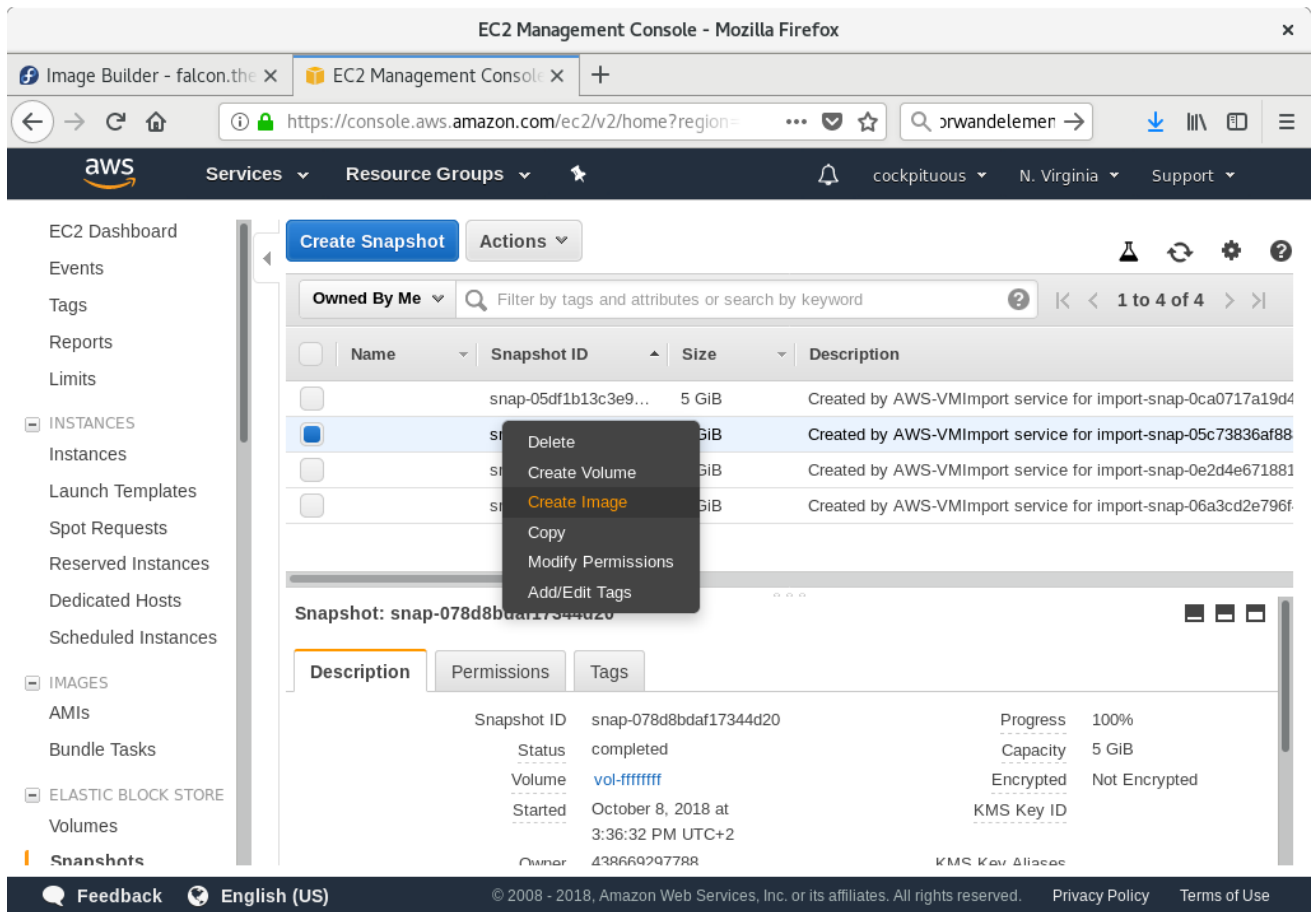 EC2 Management Console - Mozilla Firefox
Image Builder - falcon.the
EC2 Management Console
https://console.aws.amazon.com/ec2/v2/home?region=
orwandelemen
aws
Services
Resource Groups
cockpituous
N. Virginia
Support
EC2 Dashboard
Events
Tags
Reports
Limits
INSTANCES
Instances
Launch Templates
Spot Requests
Reserved Instances
Dedicated Hosts
Scheduled Instances
IMAGES
AMIs
Bundle Tasks
ELASTIC BLOCK STORE
Volumes
Snapshots
Create Snapshot
Actions
Owned By Me
Filter by tags and attributes or search by keyword
1 to 4 of 4
Name Snapshot ID Size Description
snap-05df1b13c3e9... 5 GiB Created by AWS-VMImport service for import-snap-0ca0717a19d4
GiB Created by AWS-VMImport service for import-snap-05c73836af88
GiB Created by AWS-VMImport service for import-snap-0e2d4e671881
GiB Created by AWS-VMImport service for import-snap-06a3cd2e796f
Delete
Create Volume
Create Image
Copy
Modify Permissions
Add/Edit Tags
Snapshot: snap-078d8bdaf17344d20
Description
Permissions
Tags
Snapshot ID snap-078d8bdaf17344d20
Status completed
Volume vol-ffffffff
Started October 8, 2018 at
3:36:32 PM UTC+2
Owner 438669297788
Progress 100%
Capacity 5 GiB
Encrypted Not Encrypted
KMS Key ID
KMS Key Aliases
Feedback
English (US)
© 2008 - 2018, Amazon Web Services, Inc. or its affiliates. All rights reserved.
Privacy Policy
Terms of Use